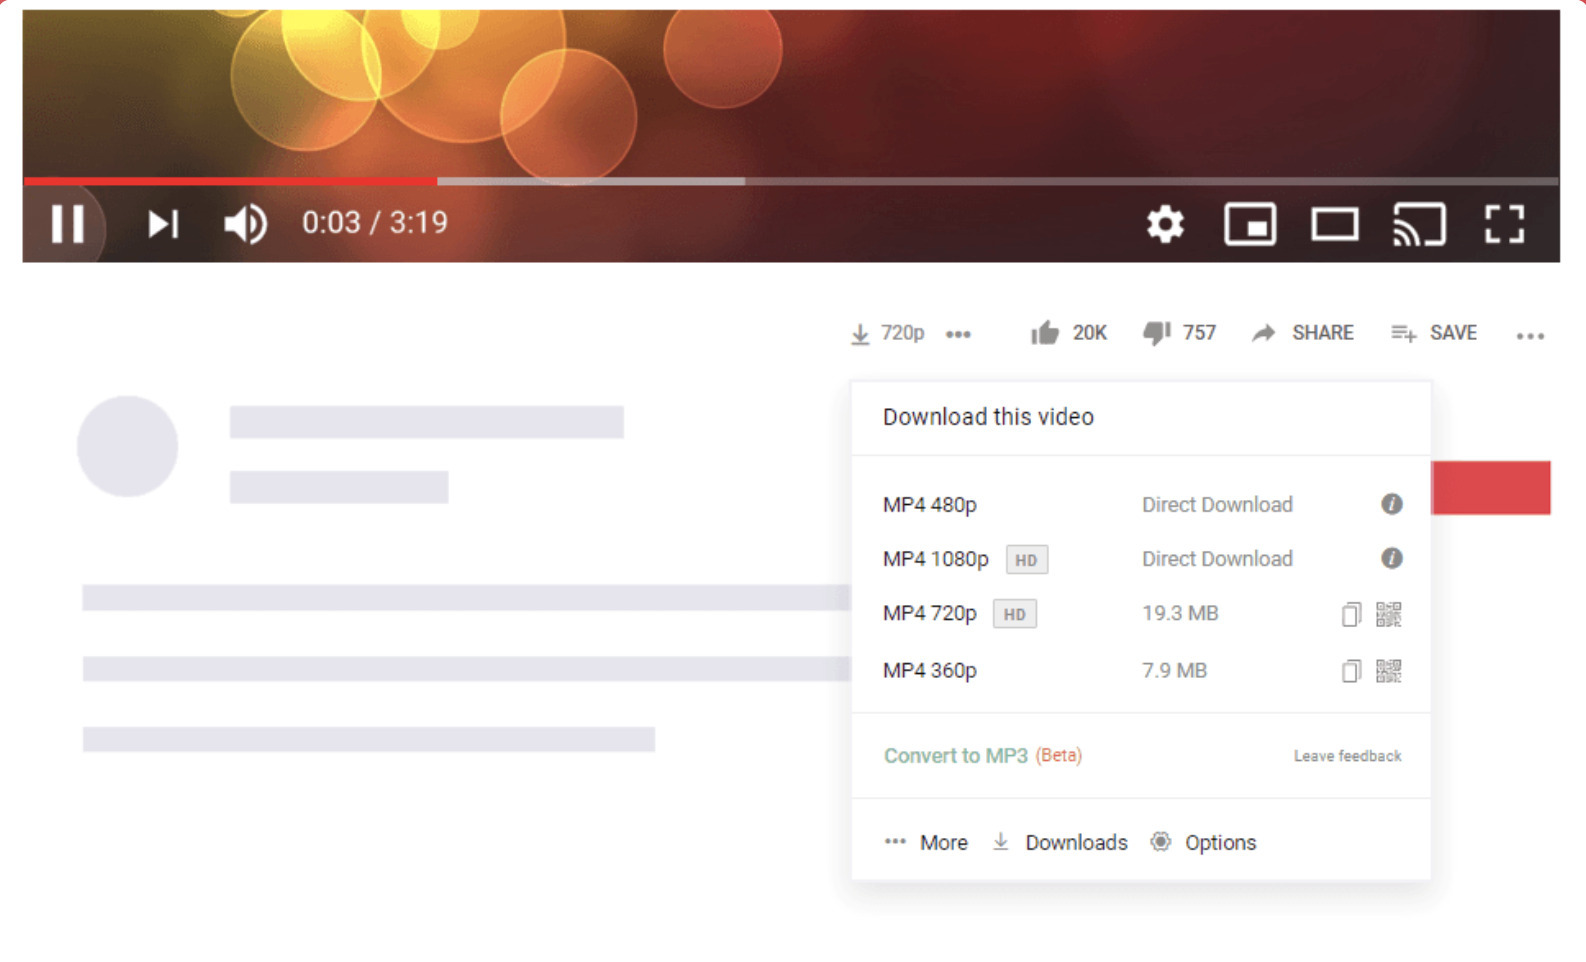 0:03 / 3:19
720p ••• 20K 757 SHARE SAVE •••
Download this video
MP4 480p Direct Download
MP4 1080p HD Direct Download
MP4 720p HD 19.3 MB
MP4 360p 7.9 MB
Convert to MP3 (Beta) Leave feedback
••• More Downloads Options